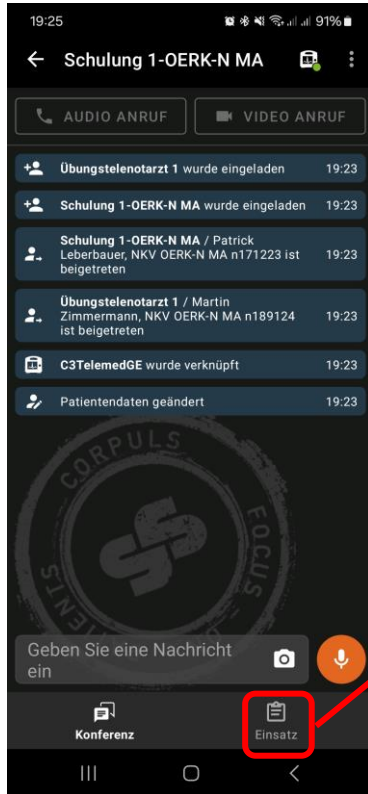 19:25
91%
Schulung 1-OERK-N MA
AUDIO ANRUF
VIDEO ANRUF
Übungstelenotarzt 1 wurde eingeladen 19:23
Schulung 1-OERK-N MA wurde eingeladen 19:23
Schulung 1-OERK-N MA / Patrick
Leberbauer, NKV OERK-N MA n171223 ist 19:23
beigetreten
Übungstelenotarzt 1 / Martin
Zimmermann, NKV OERK-N MA n189124 19:23
ist beigetreten
C3TelemedGE wurde verknüpft 19:23
Patientendaten geändert 19:23
CORPULS
FOCUS
Geben Sie eine Nachricht
ein
Konferenz
Einsatz